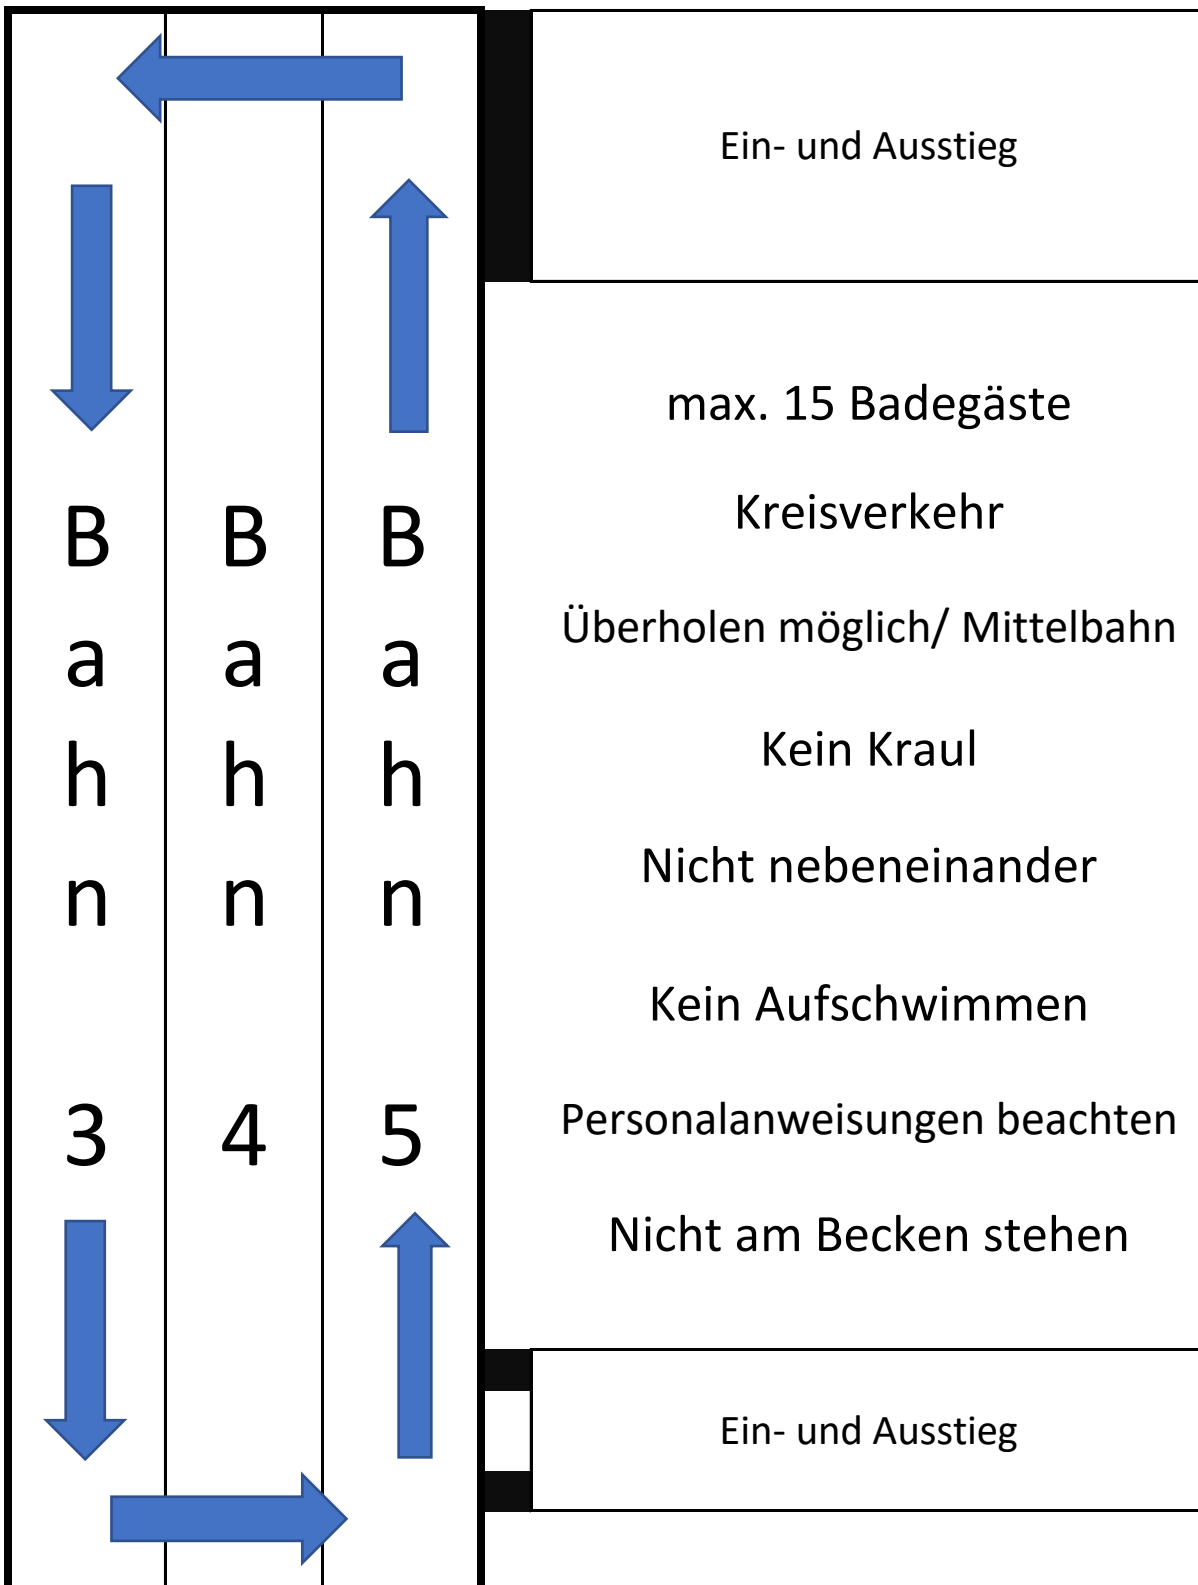 Ein- und Ausstieg
max. 15 Badegäste
Kreisverkehr
Überholen möglich/ Mittelbahn
Kein Kraul
Nicht nebeneinander
Kein Aufschwimmen
Personalanweisungen beachten
Nicht am Becken stehen
Ein- und Ausstieg
Bahn 3
Bahn 4
Bahn 5